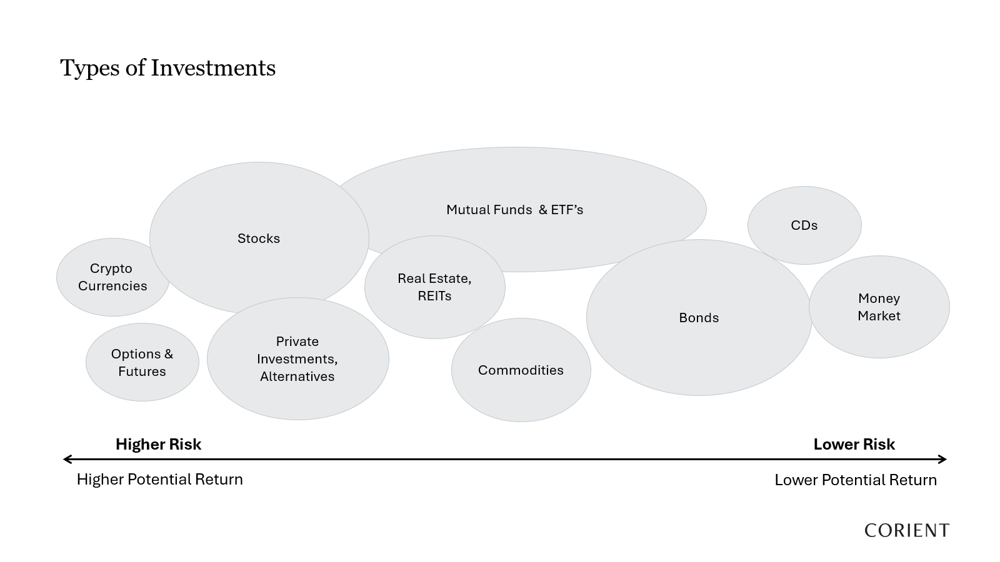 Types of Investments
Mutual Funds  & ETF’s
Stocks
CDs
Crypto
Currencies
Real Estate,
REITs
Money
Market
Bonds
Options &
Futures
Private
Investments,
Alternatives
Commodities
Higher Risk
Lower Risk
Higher Potential Return
Lower Potential Return
CORIENT